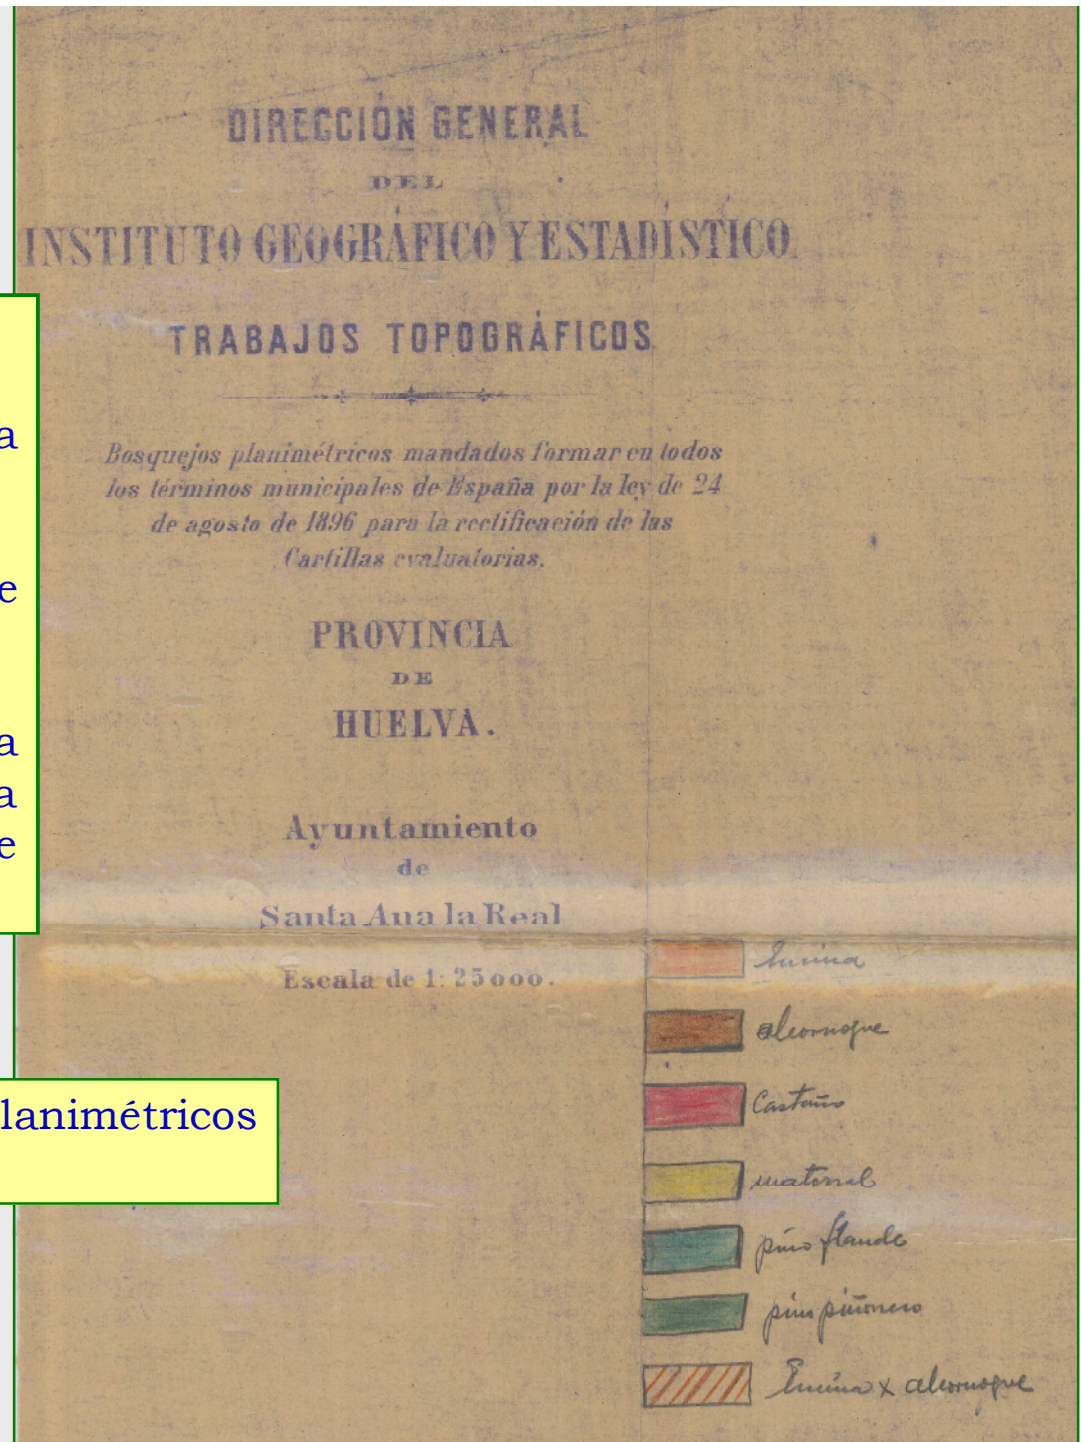 DIRECCIÓN GENERAL
DEL
INSTITUTO GEOGRÁFICO Y ESTADÍSTICO.
TRABAJOS TOPOGRÁFICOS
Bosquejos planimétricos mandados formar en todos
los términos municipales de España por la ley de 24
de agosto de 1896 para la rectificación de las
Cartillas evaluatorias.
PROVINCIA
DE
HUELVA.
Ayuntamiento
de
Santa Ana la Real
Escala de 1: 25000.
a
e
a
a
e
lanimétricos
Encina
alcornoque
Castaño
matorral
pino flande
pino piñonero
Encina x alcornoque